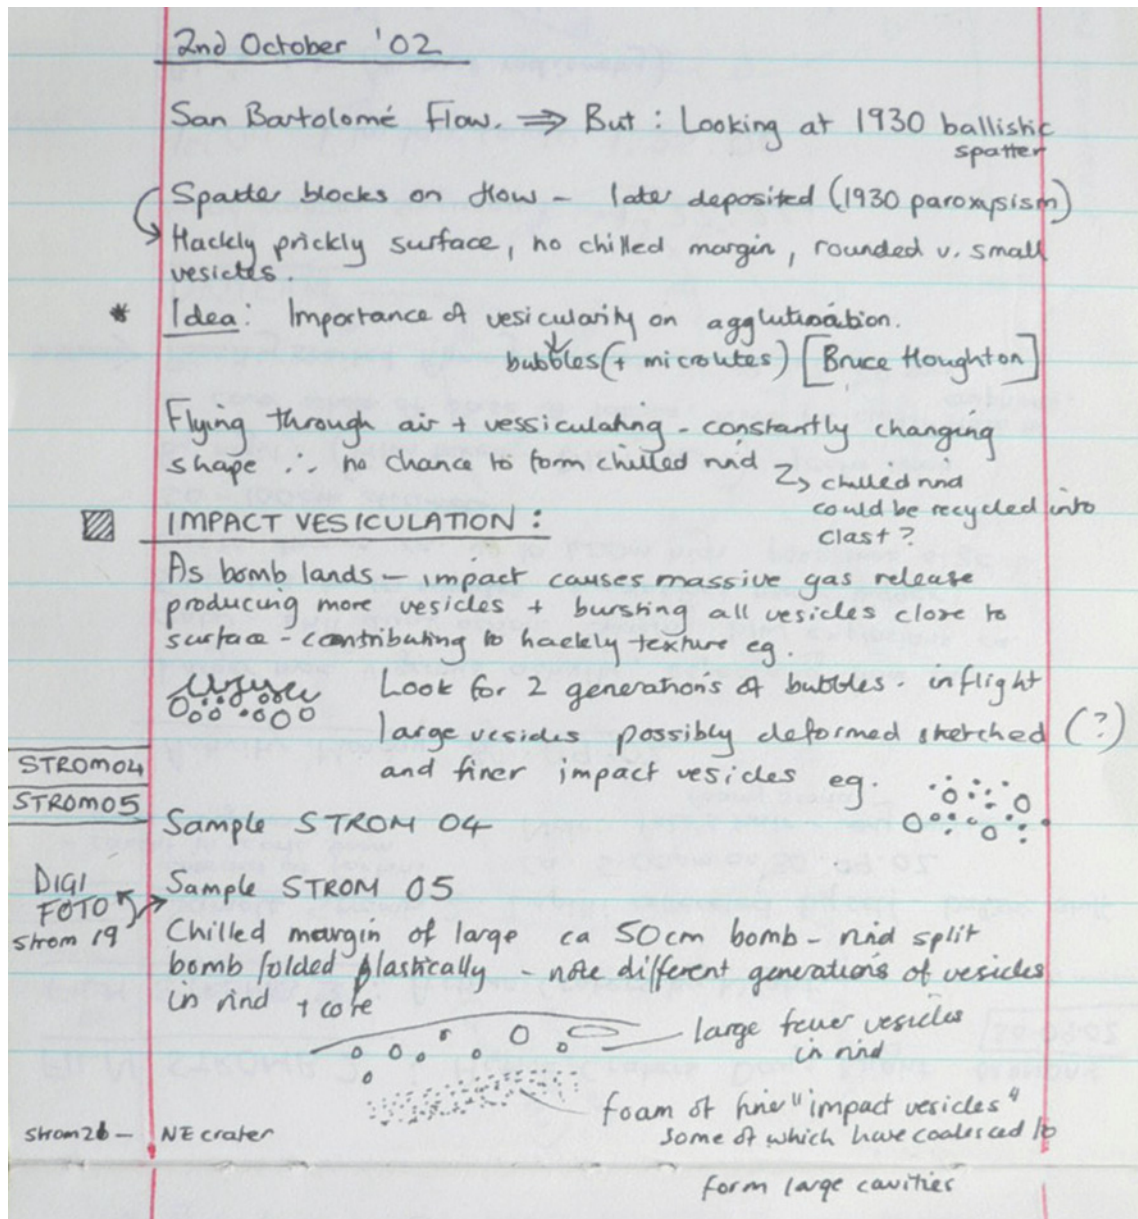 2nd October '02
San Bartolomé Flow. ⇒ But : Looking at 1930 ballistic
spatter
Spatter blocks on flow - later deposited (1930 paroxysism)
Hackly prickly surface, no chilled margin, rounded v. small
vesicles.
* Idea: Importance of vesicularity on agglutination.
bubbles (+ microlites) [Bruce Houghton]
Flying through air + vessiculating - constantly changing
shape ∴ no chance to form chilled rind
↳ chilled rind
could be recycled into
clast ?
IMPACT VESICULATION :
As bomb lands - impact causes massive gas release
producing more vesicles + bursting all vesicles close to
surface - contributing to hackly texture eg.
Look for 2 generations of bubbles - inflight
large vesicles possibly deformed stretched (?)
and finer impact vesicles eg.
STROM04
STROM05
Sample STROM 04
DIGI
FOTO
strom 19
Sample STROM 05
Chilled margin of large ca 50cm bomb - rind split
bomb folded plastically - note different generations of vesicles
in rind + core
large fewer vesicles
in rind
foam of fine "impact vesicles"
some of which have coalesced to
form large cavities
strom26 - NE crater